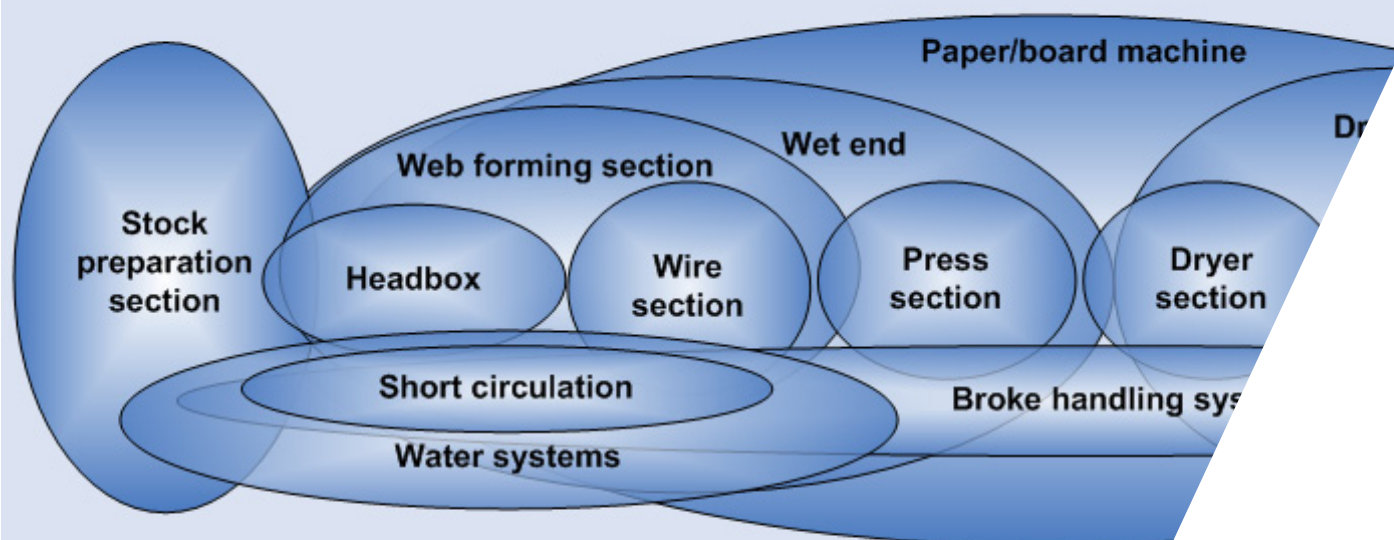 Paper/board machine
Wet end
Web forming section
Stock
preparation
section
Headbox
Wire
section
Press
section
Dryer
section
Short circulation
Broke handling
Water systems